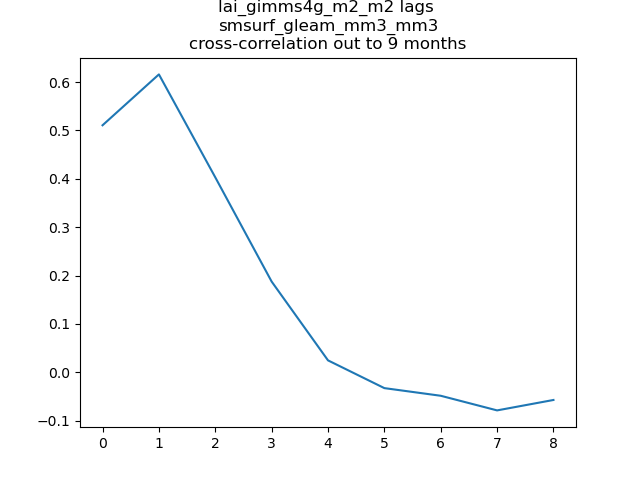 lai_gimms4g_m2_m2 lags
smsurf_gleam_mm3_mm3
cross-correlation out to 9 months
0.6
0.5
0.4
0.3
0.2
0.1
0.0
−0.1
0 1 2 3 4 5 6 7 8